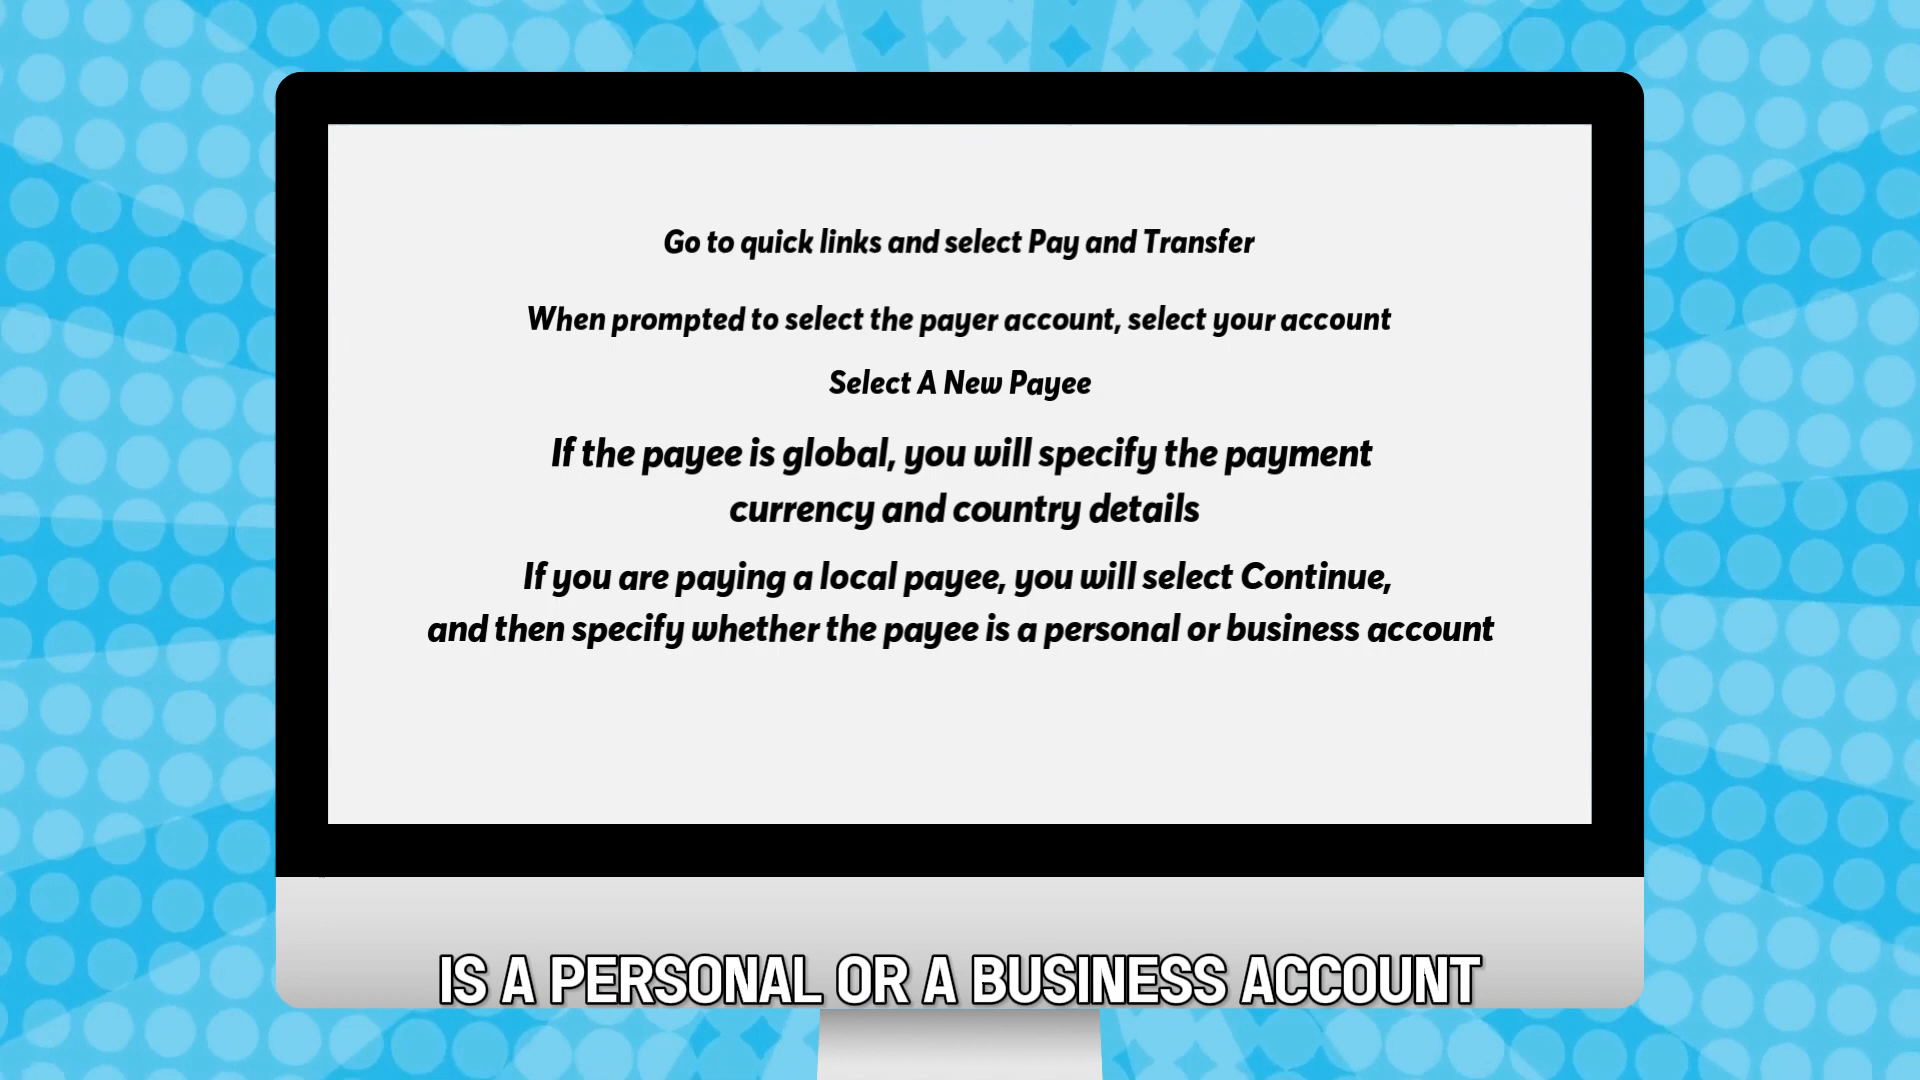 Go to quick links and select Pay and Transfer
When prompted to select the payer account, select your account
Select A New Payee
If the payee is global, you will specify the payment
currency and country details
If you are paying a local payee, you will select Continue,
and then specify whether the payee is a personal or business account
IS A PERSONAL OR A BUSINESS ACCOUNT